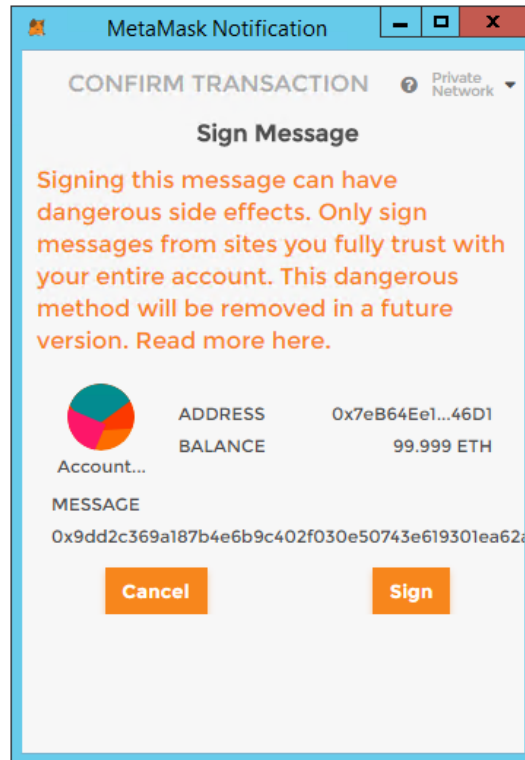 MetaMask Notification
CONFIRM TRANSACTION
Private
Network
Sign Message
Signing this message can have
dangerous side effects. Only sign
messages from sites you fully trust with
your entire account. This dangerous
method will be removed in a future
version. Read more here.
ADDRESS 0x7eB64Ee1...46D1
BALANCE 99.999 ETH
Account...
MESSAGE
0x9dd2c369a187b4e6b9c402f030e50743e619301ea62a
Cancel Sign